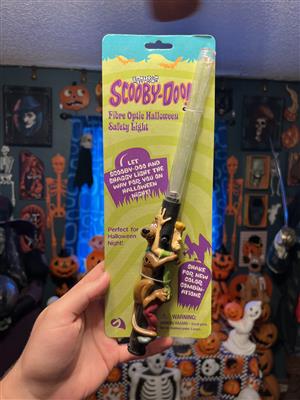 SCOOBY-DOO!
Fibre Optic Halloween
Safety Light
LET
SCOOBY-DOO AND
SHAGGY LIGHT THE
WAY FOR YOU ON
HALLOWEEN
NIGHT!
Perfect for
Halloween
Night!
SHAKE
FOR NEW
COLOR
COMBIN-
ATIONS
WARNING: